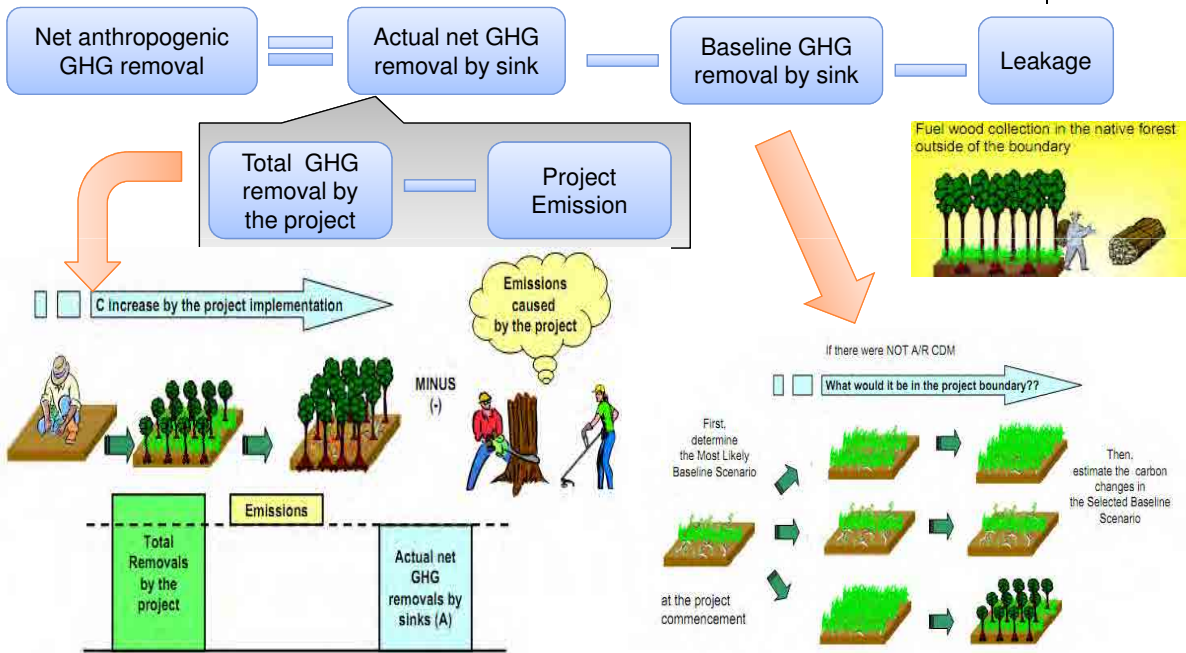 Net anthropogenic
GHG removal
Actual net GHG
removal by sink
Baseline GHG
removal by sink
Leakage
Total GHG
removal by
the project
Project
Emission
Fuel wood collection in the native forest
outside of the boundary
C increase by the project implementation
Emissions
caused
by the project
MINUS
(-)
Emissions
Total
Removals
by the
project
Actual net
GHG
removals by
sinks (A)
If there were NOT A/R CDM
What would it be in the project boundary??
First,
determine
the Most Likely
Baseline Scenario
Then,
estimate the carbon
changes in
the Selected Baseline
Scenario
at the project
commencement